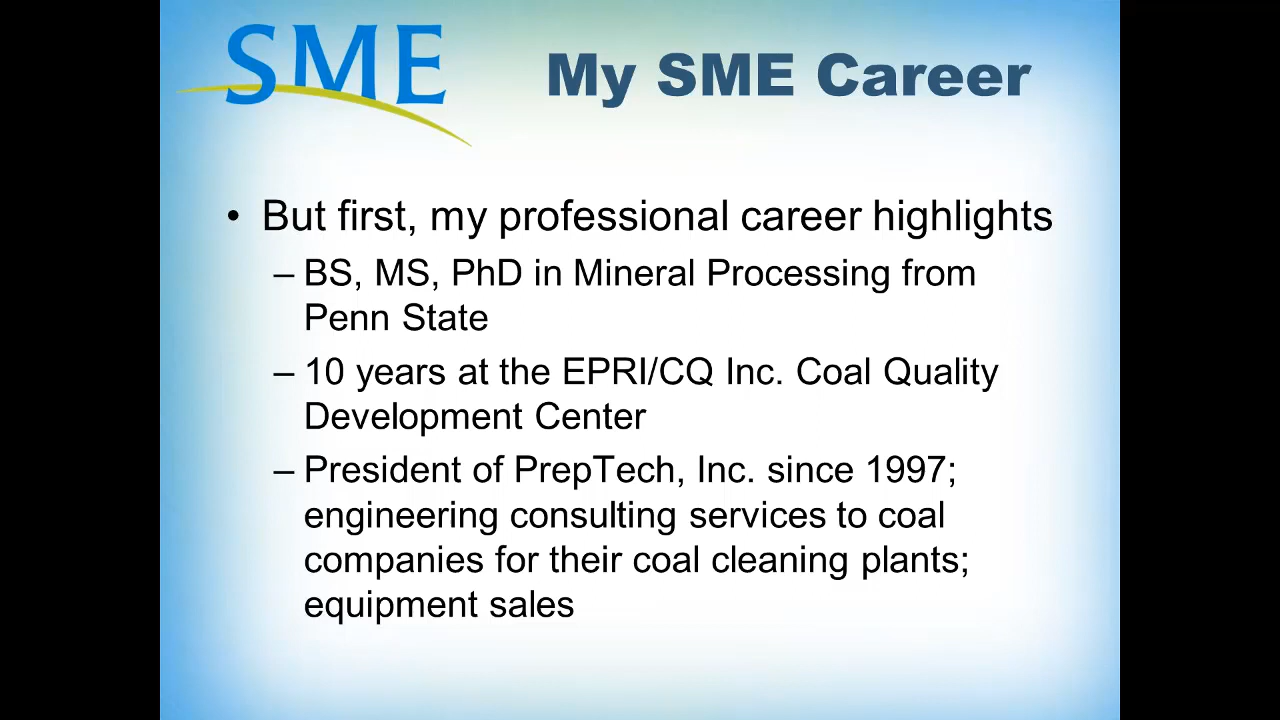 SME
My SME Career
• But first, my professional career highlights
– BS, MS, PhD in Mineral Processing from
Penn State
– 10 years at the EPRI/CQ Inc. Coal Quality
Development Center
– President of PrepTech, Inc. since 1997;
engineering consulting services to coal
companies for their coal cleaning plants;
equipment sales